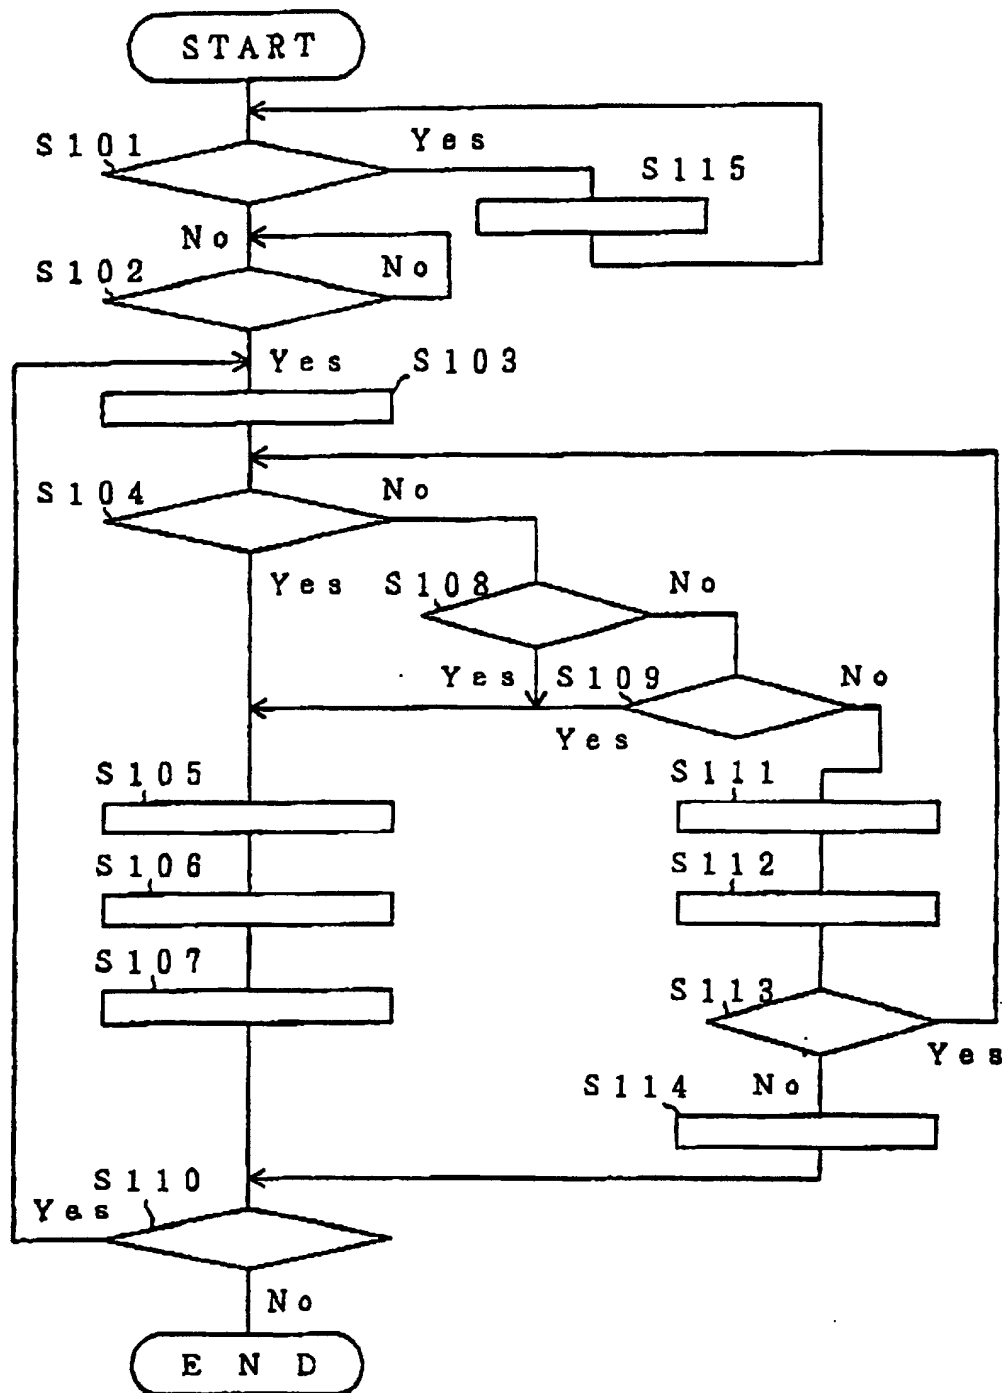 START
S101
Yes
S115
No
S102
No
Yes
S103
S104
No
Yes
S108
No
Yes
S109
No
Yes
S105
S111
S106
S112
S107
S113
Yes
No
S114
S110
Yes
No
END